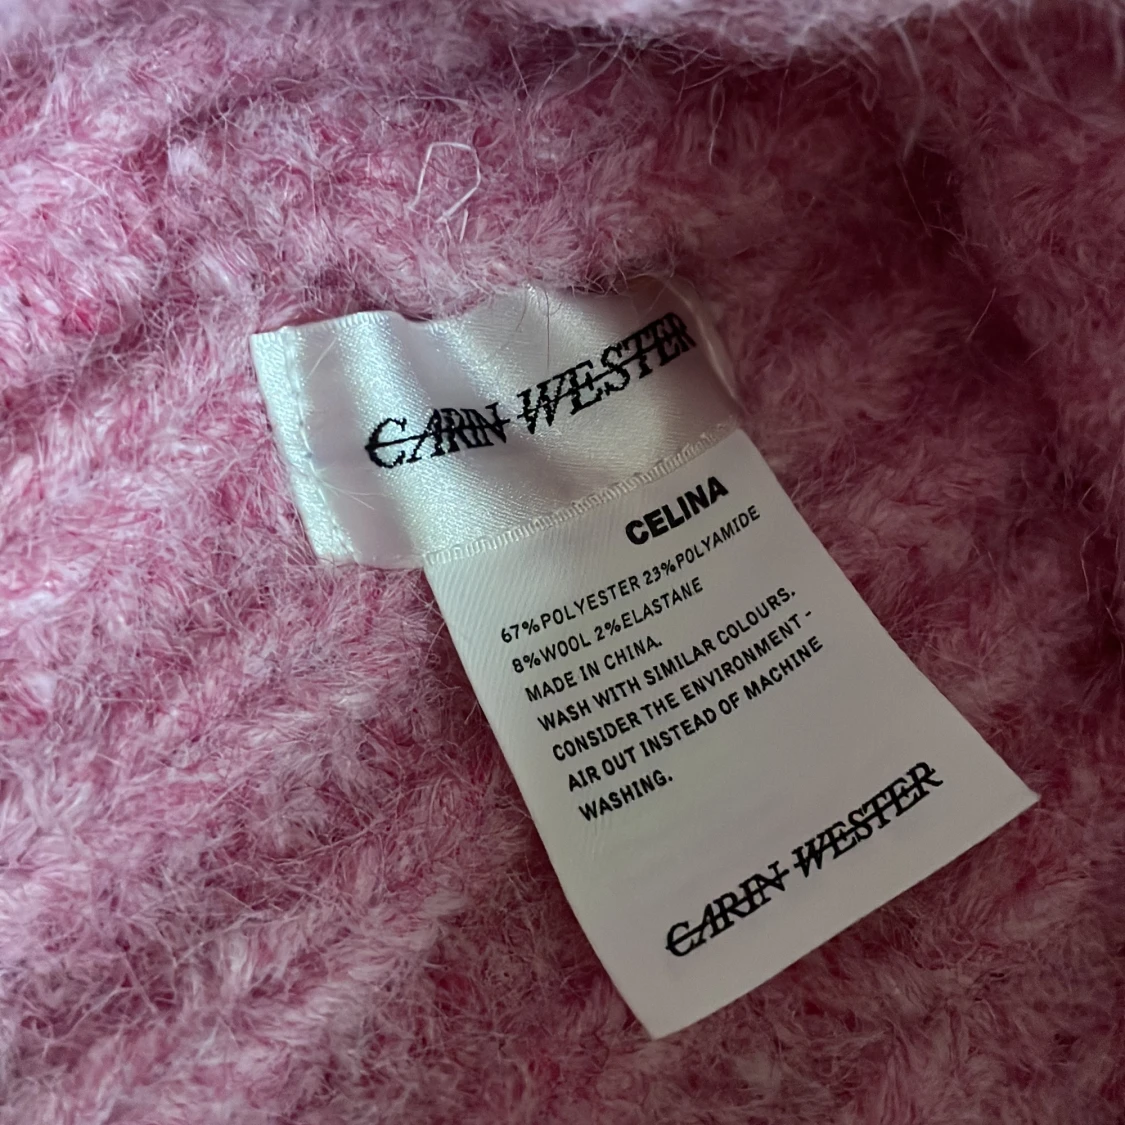 CARIN WESTER
CELINA
67%POLYESTER 23%POLYAMIDE
8%WOOL 2%ELASTANE
MADE IN CHINA.
WASH WITH SIMILAR COLOURS.
CONSIDER THE ENVIRONMENT -
AIR OUT INSTEAD OF MACHINE
WASHING.
CARIN WESTER